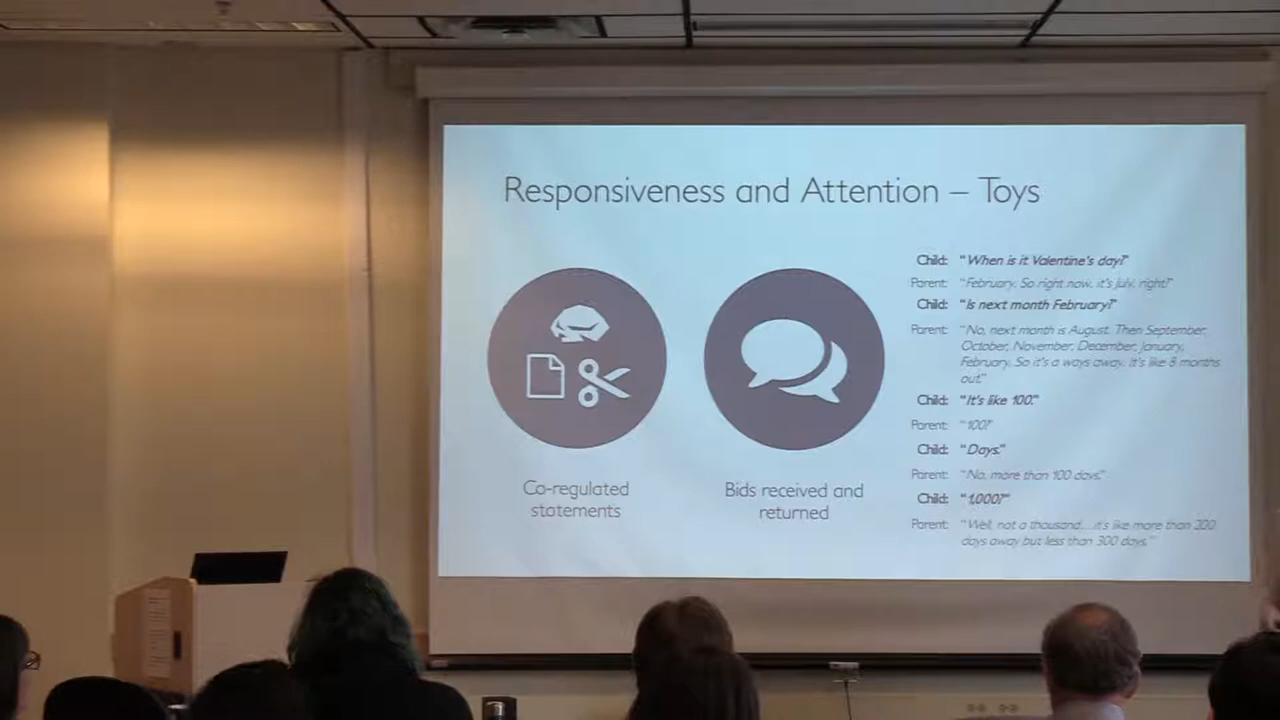 Responsiveness and Attention – Toys
Child: "When is it Valentine's day?"
Parent: "February. So right now, it's July, right?"
Child: "Is next month February?"
Parent: "No, next month is August. Then September,
October, November, December, January,
February. So it's a ways away. It's like 8 months
out."
Child: "It's like 100."
Parent: "100?"
Child: "Days."
Parent: "No, more than 100 days."
Child: "1,000?"
Parent: "Well, not a thousand....it's like more than 200
days away but less than 300 days."
Co-regulated
statements
Bids received and
returned